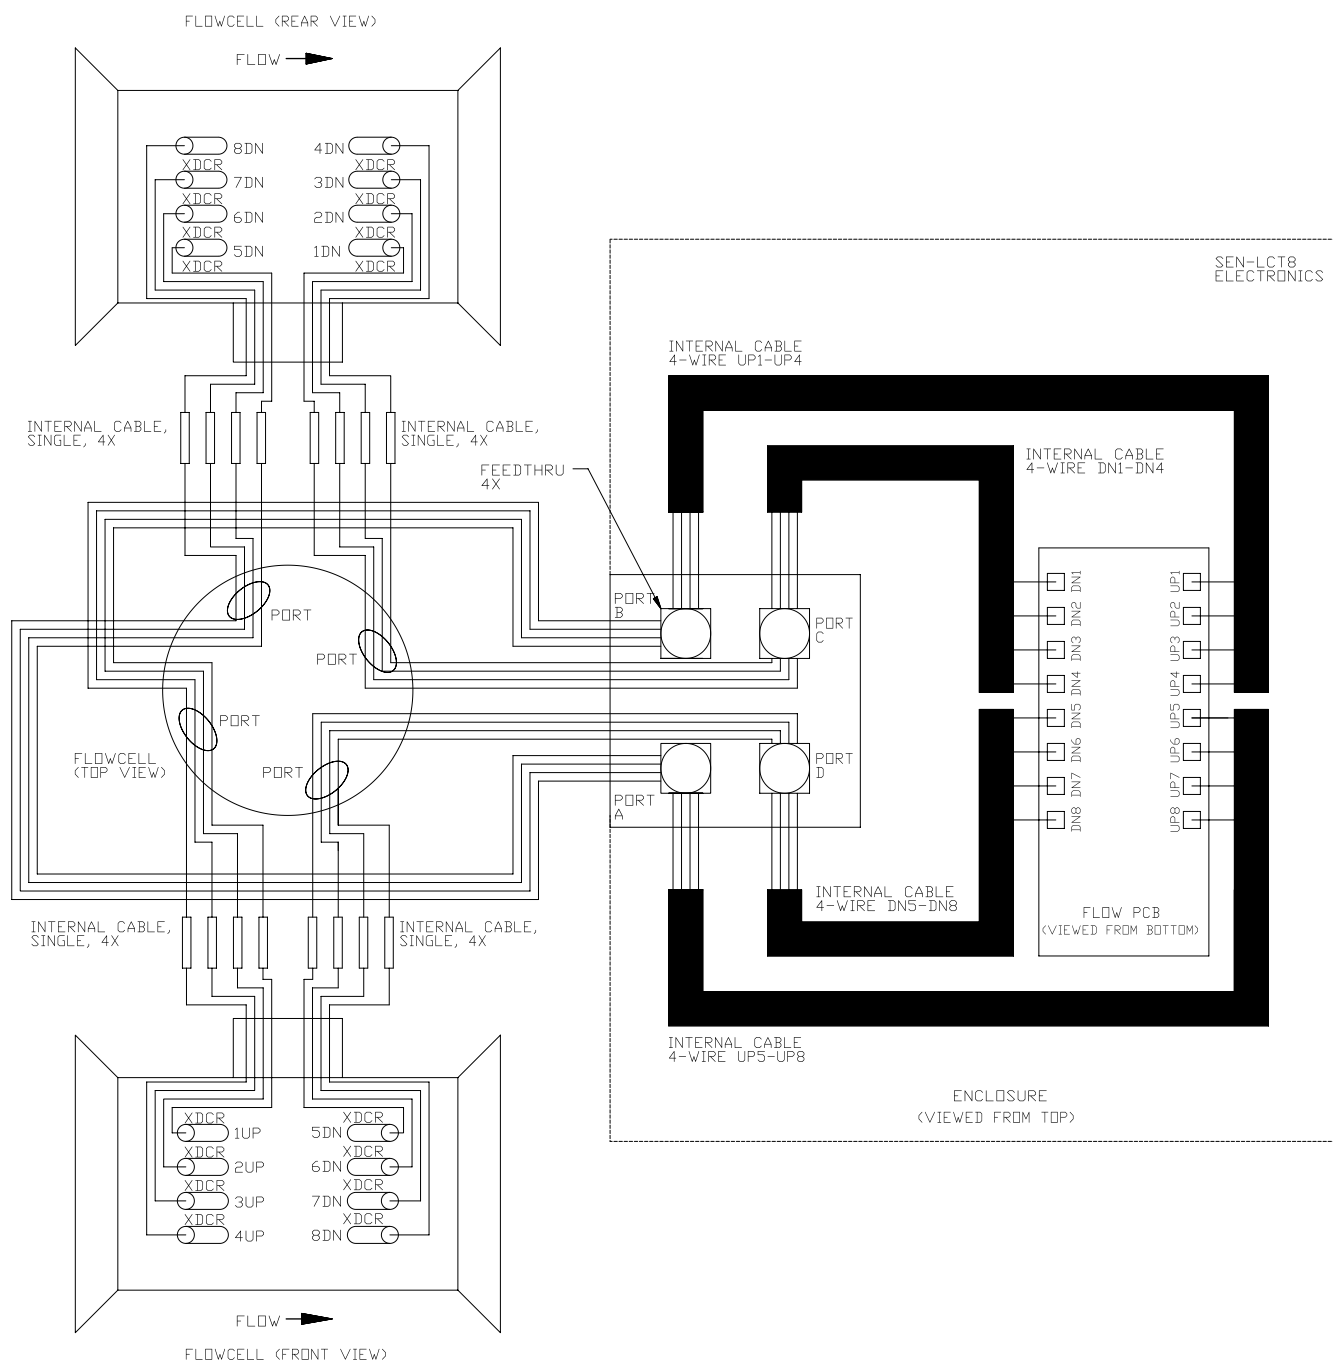 FLOWCELL (REAR VIEW)
FLOW
8DN
4DN
XDCR
XDCR
7DN
3DN
XDCR
XDCR
6DN
2DN
XDCR
XDCR
5DN
1DN
XDCR
XDCR
SEN-LCT8
ELECTRONICS
INTERNAL CABLE
4-WIRE UP1-UP4
INTERNAL CABLE,
SINGLE, 4X
INTERNAL CABLE,
SINGLE, 4X
INTERNAL CABLE
4-WIRE DN1-DN4
FEEDTHRU
4X
PORT
B
PORT
C
PORT
PORT
PORT
PORT
FLOWCELL
(TOP VIEW)
PORT
A
PORT
D
DN1
DN2
DN3
DN4
DN5
DN6
DN7
DN8
UP1
UP2
UP3
UP4
UP5
UP6
UP7
UP8
FLOW PCB
(VIEWED FROM BOTTOM)
INTERNAL CABLE
4-WIRE DN5-DN8
INTERNAL CABLE,
SINGLE, 4X
INTERNAL CABLE,
SINGLE, 4X
INTERNAL CABLE
4-WIRE UP5-UP8
ENCLOSURE
(VIEWED FROM TOP)
XDCR
XDCR
1UP
5DN
XDCR
XDCR
2UP
6DN
XDCR
XDCR
3UP
7DN
XDCR
XDCR
4UP
8DN
FLOW
FLOWCELL (FRONT VIEW)